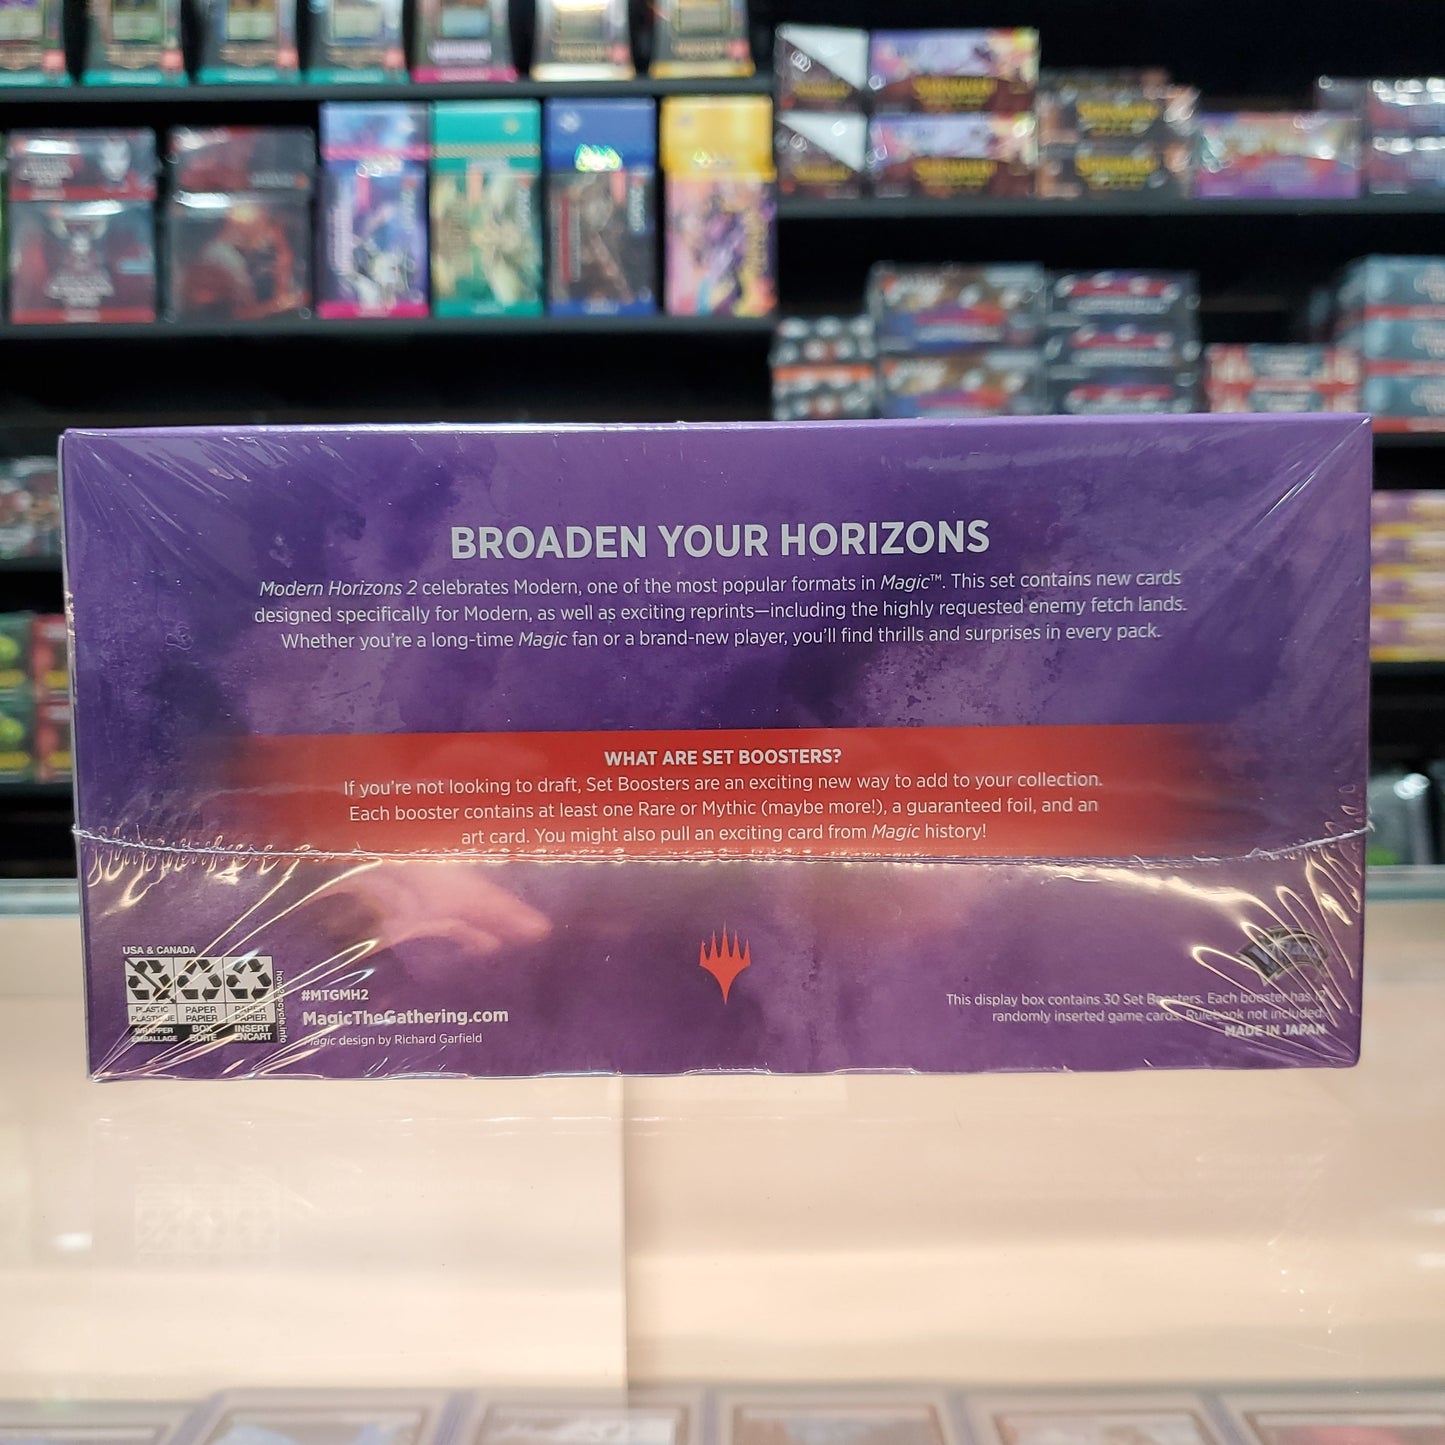 BROADEN YOUR HORIZONS
Modern Horizons 2 celebrates Modern, one of the most popular formats in Magic™. This set contains new cards
designed specifically for Modern, as well as exciting reprints—including the highly requested enemy fetch lands.
Whether you're a long-time Magic fan or a brand-new player, you'll find thrills and surprises in every pack.
WHAT ARE SET BOOSTERS?
If you're not looking to draft, Set Boosters are an exciting new way to add to your collection.
Each booster contains at least one Rare or Mythic (maybe more!), a guaranteed foil, and an
art card. You might also pull an exciting card from Magic history!
USA & CANADA
PLASTIC PAPER PAPER
PLASTIQUE PAPIER PAPIER
WRAPPER BOX INSERT
EMBALLAGE BOÎTE ENCART
how2recycle.info
#MTGMH2
MagicTheGathering.com
Magic design by Richard Garfield
Wizards
This display box contains 30 Set Boosters. Each booster has 12
randomly inserted game cards. Rulebook not included.
MADE IN JAPAN